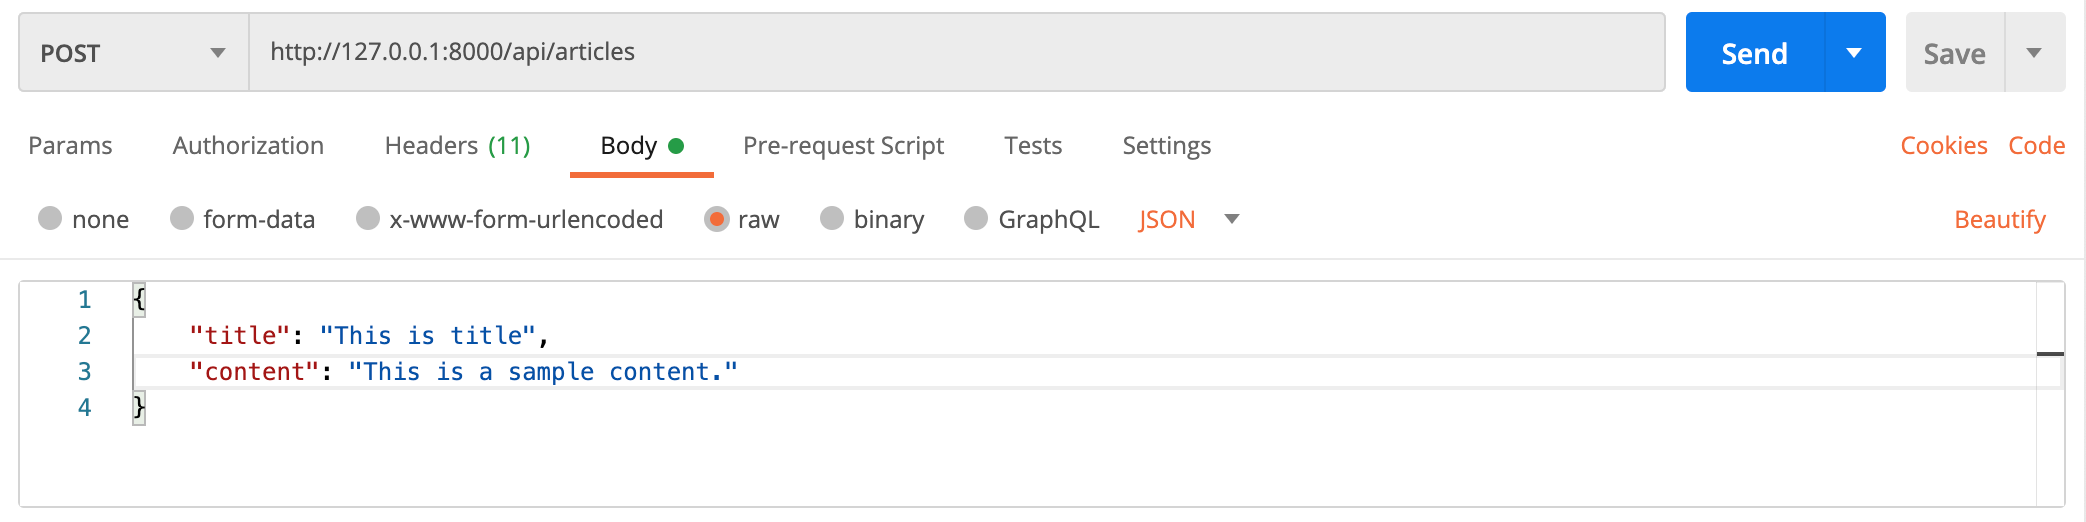 POST http://127.0.0.1:8000/api/articles Send Save
Params Authorization Headers (11) Body Pre-request Script Tests Settings Cookies Code
none form-data x-www-form-urlencoded raw binary GraphQL JSON Beautify
1 {
2 "title": "This is title",
3 "content": "This is a sample content."
4 }